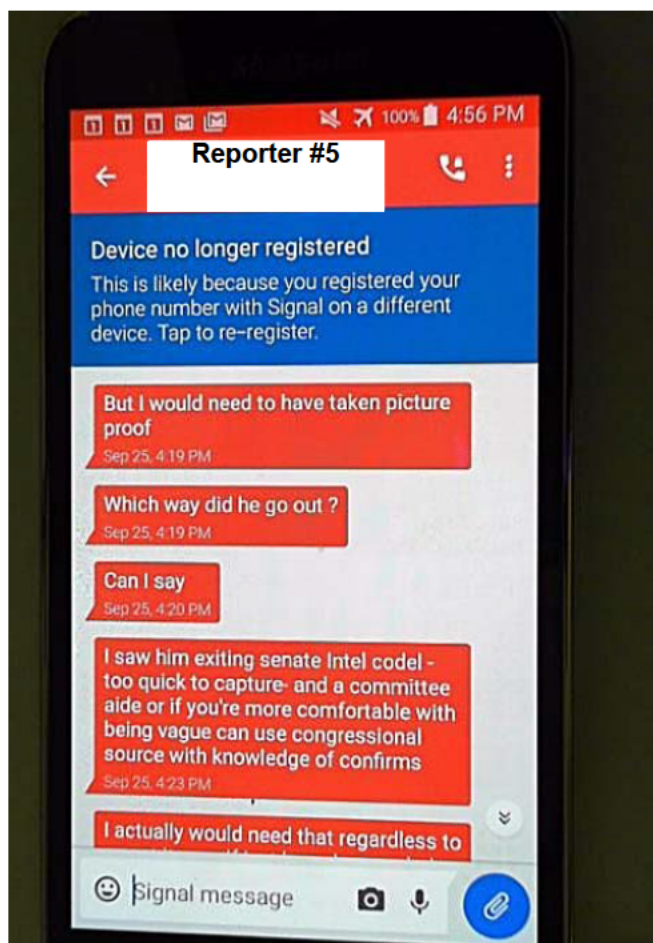 100% 4:56 PM
Reporter #5
Device no longer registered
This is likely because you registered your
phone number with Signal on a different
device. Tap to re-register.
But I would need to have taken picture
proof
Sep 25, 4:19 PM
Which way did he go out ?
Sep 25, 4:19 PM
Can I say
Sep 25, 4:20 PM
I saw him exiting senate Intel codel -
too quick to capture- and a committee
aide or if you're more comfortable with
being vague can use congressional
source with knowledge of confirms
Sep 25, 4:23 PM
I actually would need that regardless to
Signal message